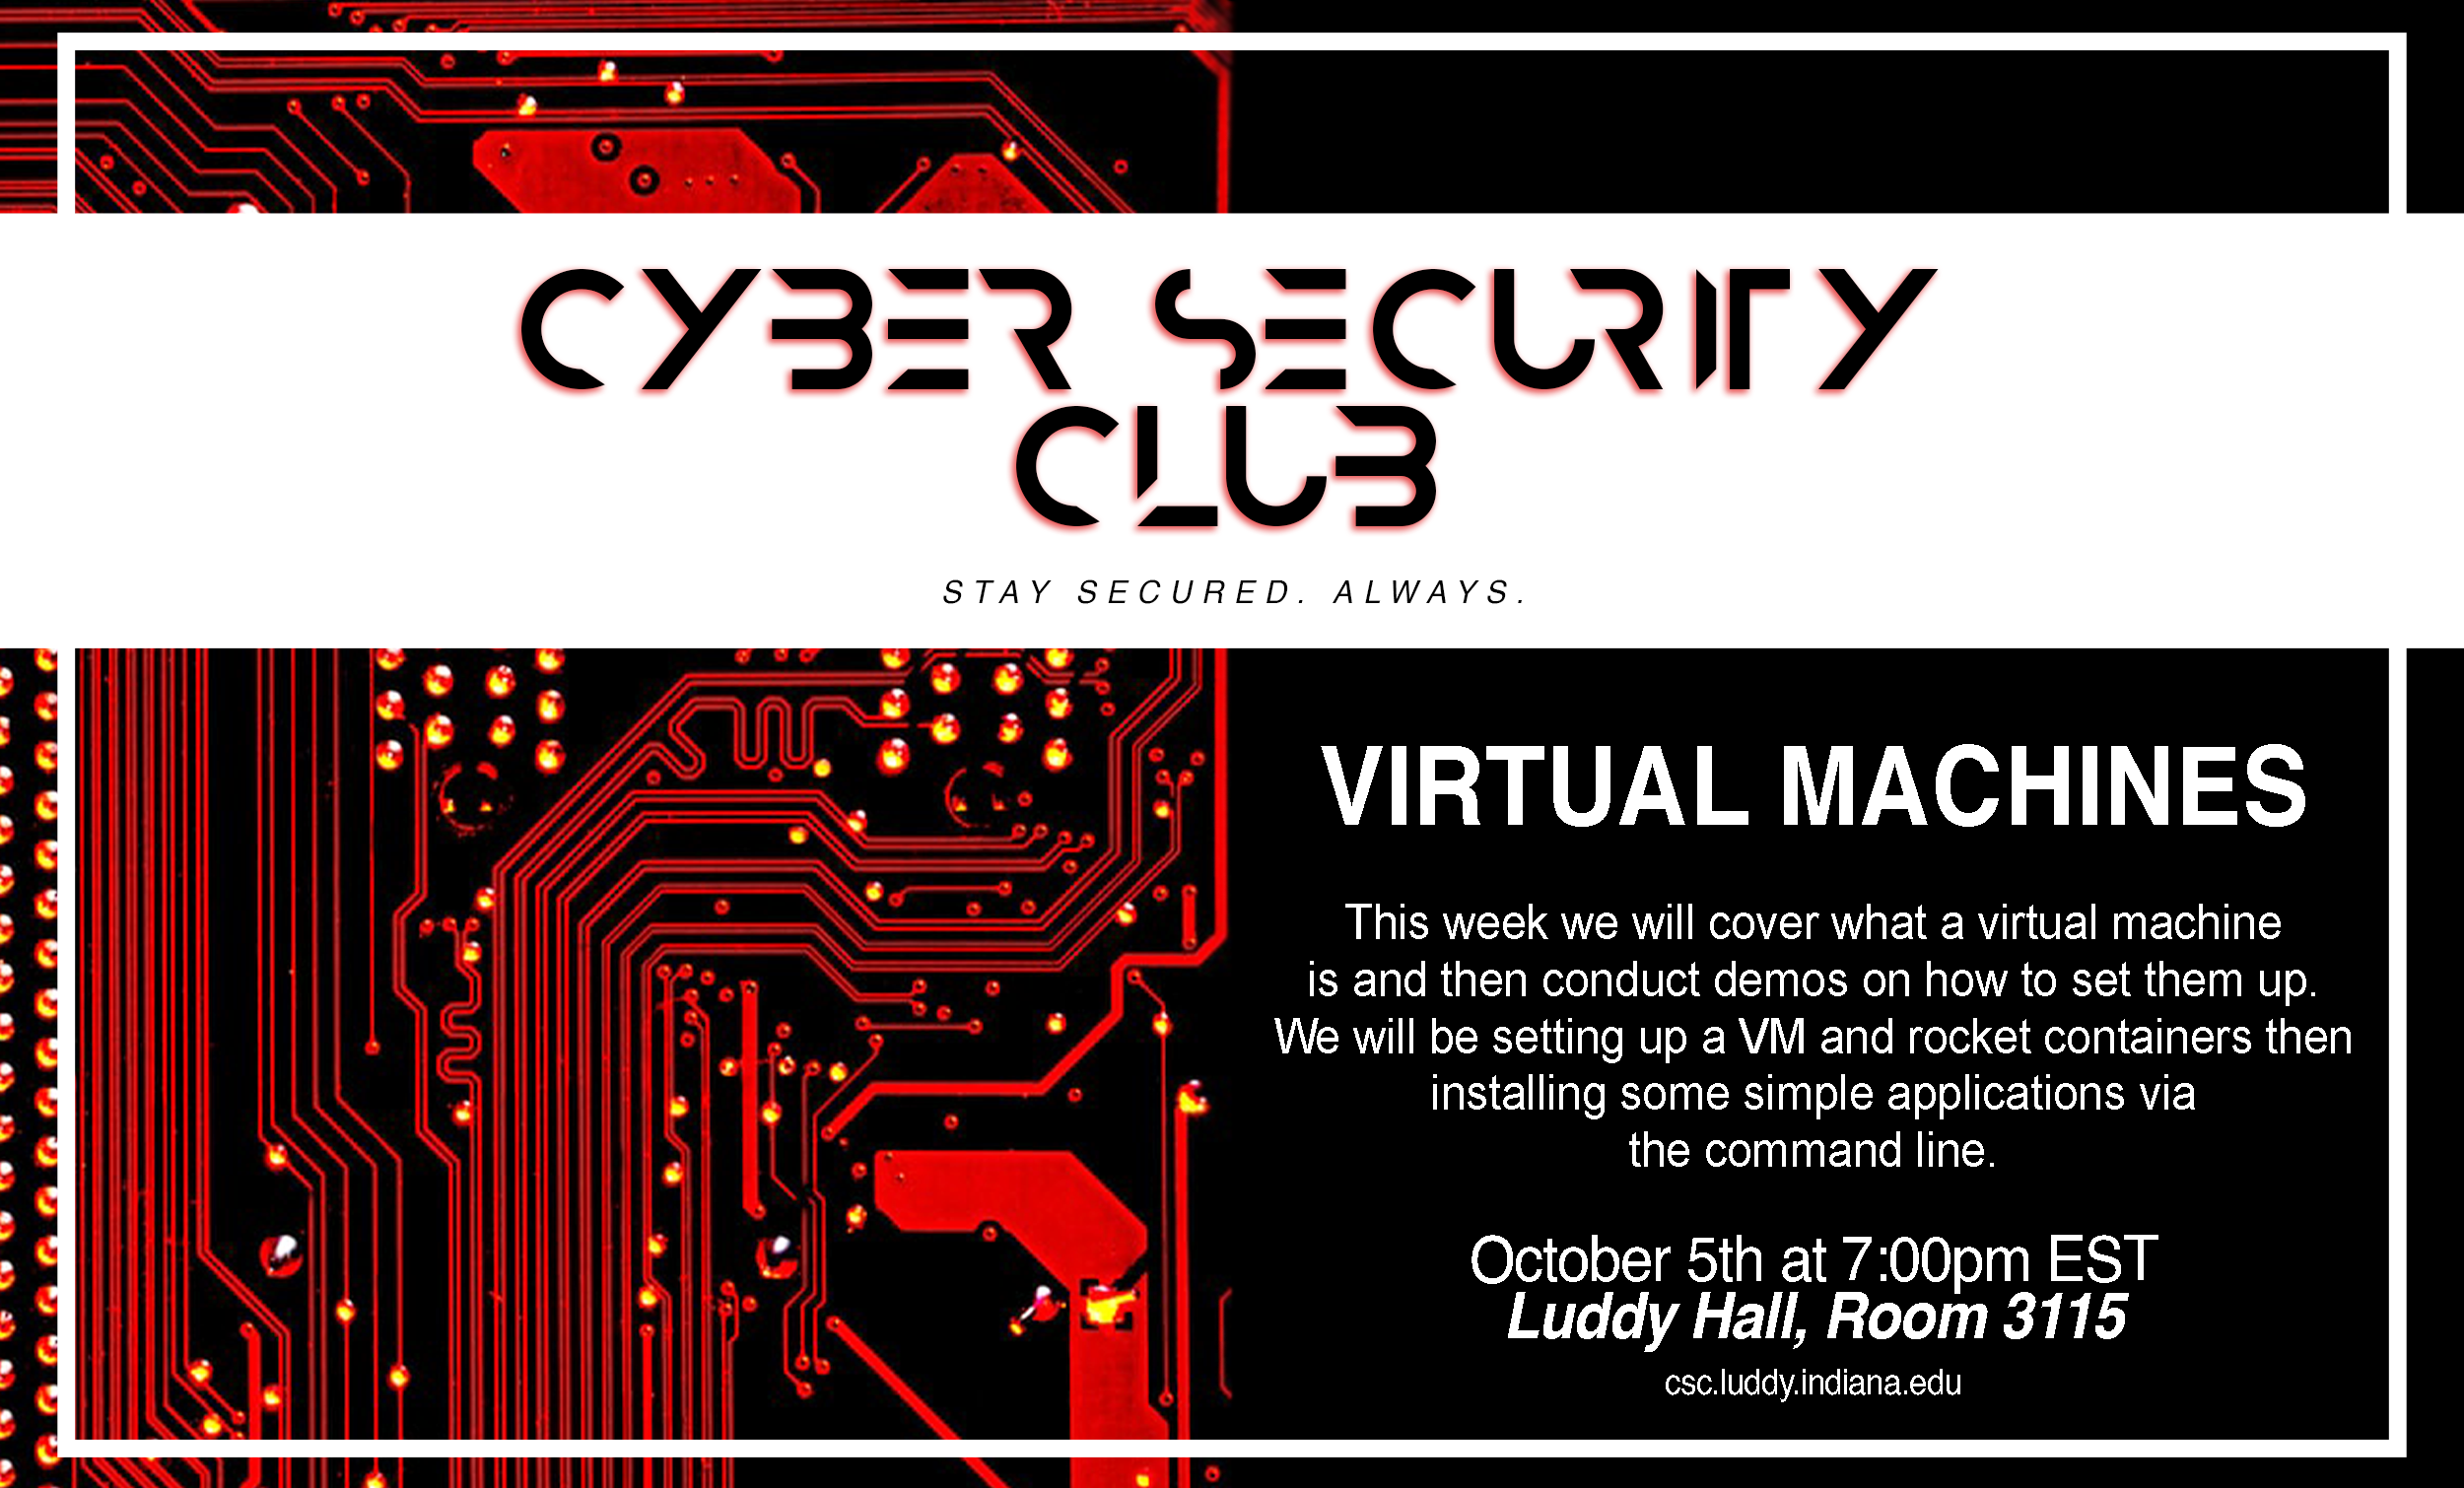 CYBER SECURITY
CLUB
STAY SECURED. ALWAYS.
VIRTUAL MACHINES
This week we will cover what a virtual machine
is and then conduct demos on how to set them up.
We will be setting up a VM and rocket containers then
installing some simple applications via
the command line.
October 5th at 7:00pm EST
Luddy Hall, Room 3115
csc.luddy.indiana.edu